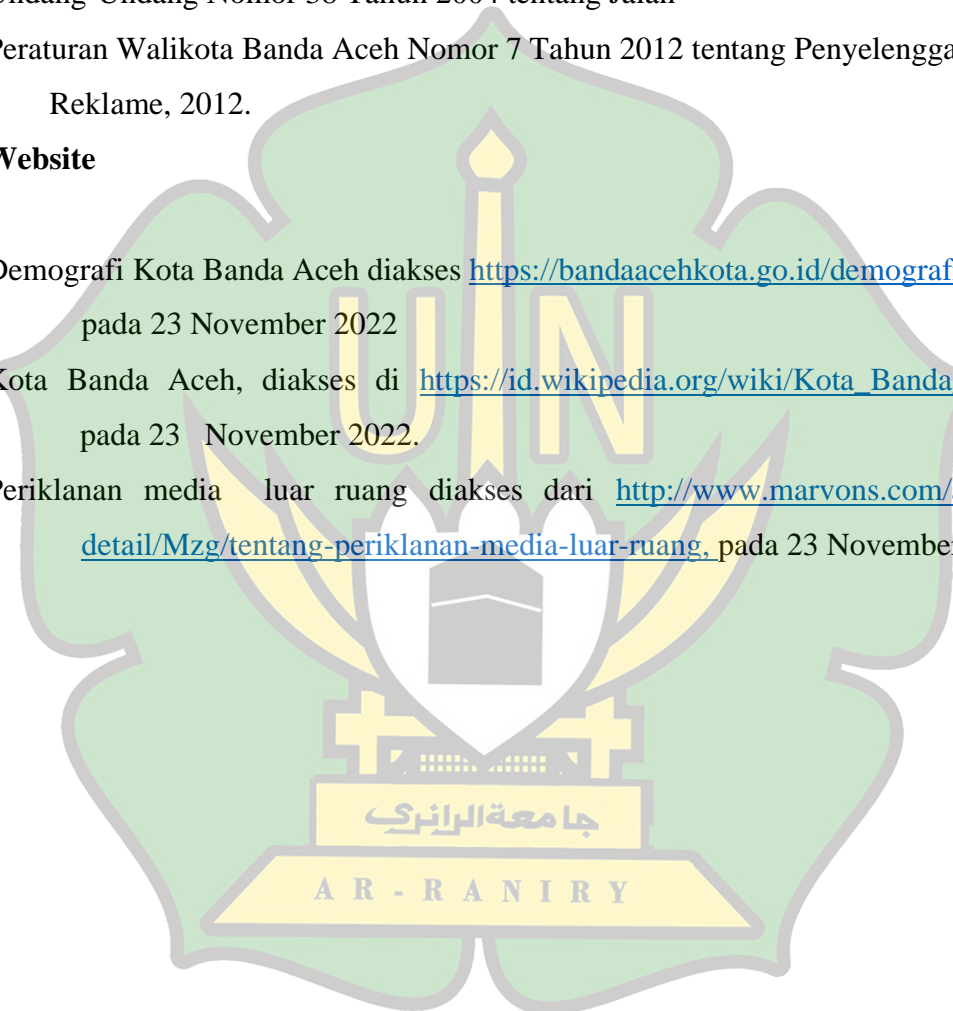 Undang-Undang Nomor 38 Tahun 2004 tentang Jalan
Peraturan Walikota Banda Aceh Nomor 7 Tahun 2012 tentang Penyelengga
Reklame, 2012.
Website
Demografi Kota Banda Aceh diakses https://bandaacehkota.go.id/demografi
pada 23 November 2022
Kota Banda Aceh, diakses di https://id.wikipedia.org/wiki/Kota_Banda
pada 23 November 2022.
Periklanan media luar ruang diakses dari http://www.marvons.com/
detail/Mzg/tentang-periklanan-media-luar-ruang, pada 23 November
UIN
جامعةالرانري
AR-RANIRY